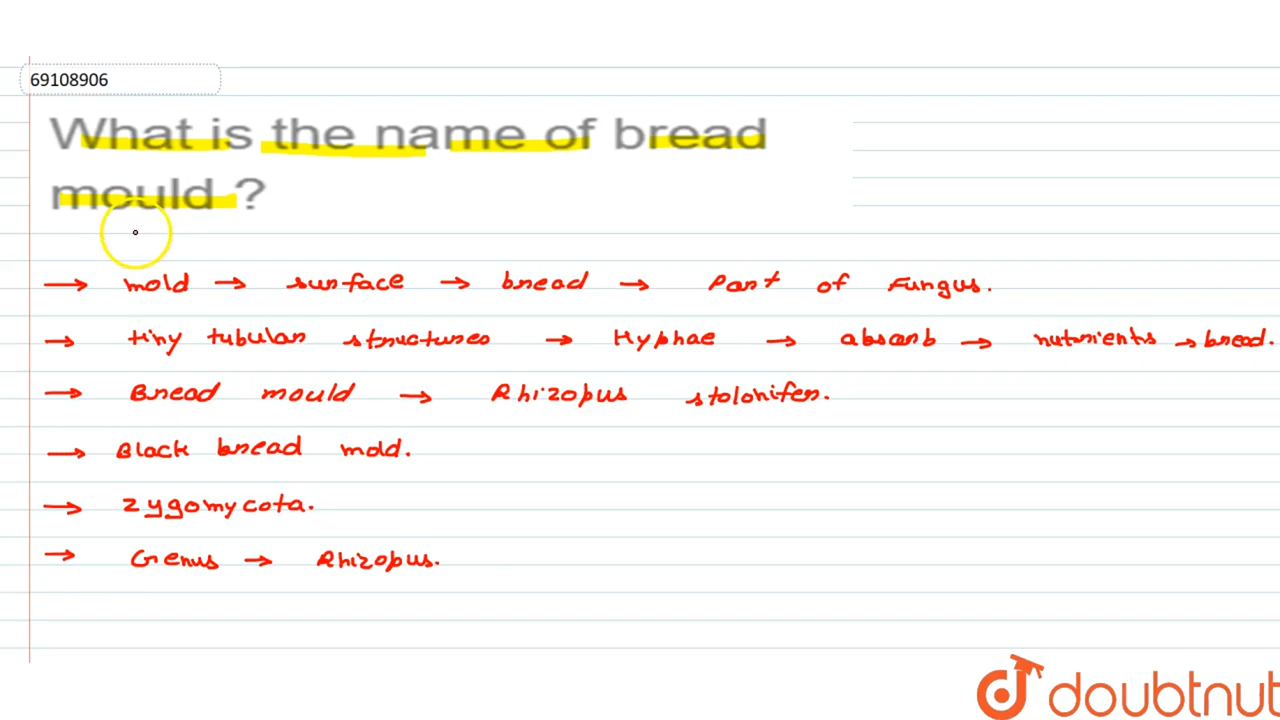 69108906
What is the name of bread
mould ?
→ mold → surface → bread → Part of Fungus.
→ tiny tubular structures → Hyphae → absorb → nutrients → bread.
→ Bread mould → Rhizopus stolonifer.
→ Black bread mold.
→ Zygomycota.
→ Genus → Rhizopus.
doubtnut